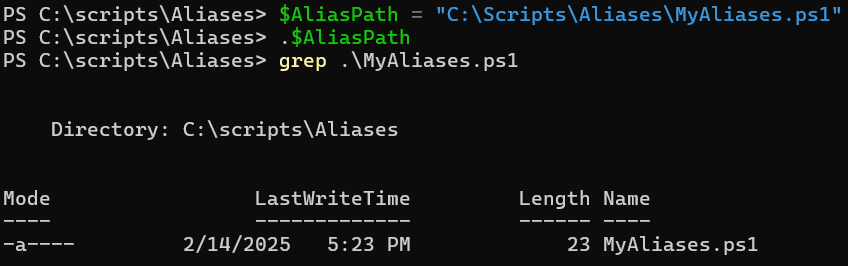 PS C:\scripts\Aliases> $AliasPath = "C:\Scripts\Aliases\MyAliases.ps1"
PS C:\scripts\Aliases> .$AliasPath
PS C:\scripts\Aliases> grep .\MyAliases.ps1
    Directory: C:\scripts\Aliases
Mode                 LastWriteTime         Length Name
----                 -------------         ------ ----
-a----         2/14/2025   5:23 PM             23 MyAliases.ps1